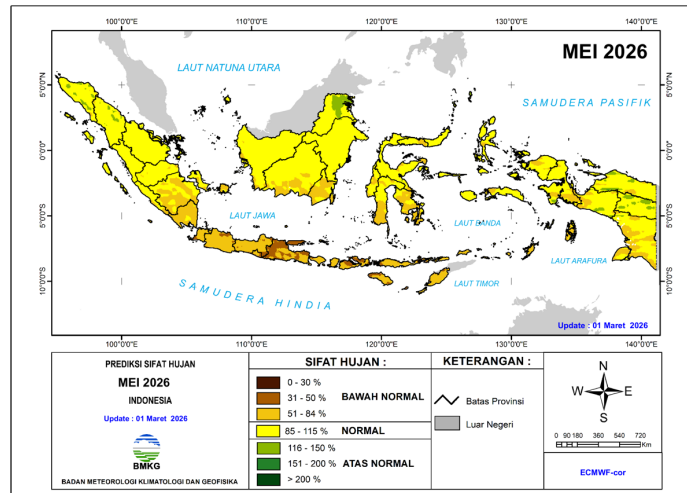 100°0'0"E 110°0'0"E 120°0'0"E 130°0'0"E 140°0'0"E
MEI 2026
LAUT NATUNA UTARA
SAMUDERA PASIFIK
5°0'0"N 5°0'0"N
0°0'0" 0°0'0"
5°0'0"S 5°0'0"S
10°0'0"S 10°0'0"S
LAUT JAWA
LAUT BANDA
LAUT ARAFURA
LAUT TIMOR
SAMUDERA HINDIA
Update : 01 Maret 2026
100°0'0"E 110°0'0"E 120°0'0"E 130°0'0"E 140°0'0"E
PREDIKSI SIFAT HUJAN
MEI 2026
INDONESIA
Update : 01 Maret 2026
BMKG
BADAN METEOROLOGI KLIMATOLOGI DAN GEOFISIKA
SIFAT HUJAN :
0 - 30 %
31 - 50 % BAWAH NORMAL
51 - 84 %
85 - 115 % NORMAL
116 - 150 %
151 - 200 % ATAS NORMAL
> 200 %
KETERANGAN :
Batas Provinsi
Luar Negeri
N
W E
S
0 90 180 360 540 720
Km
ECMWF-cor